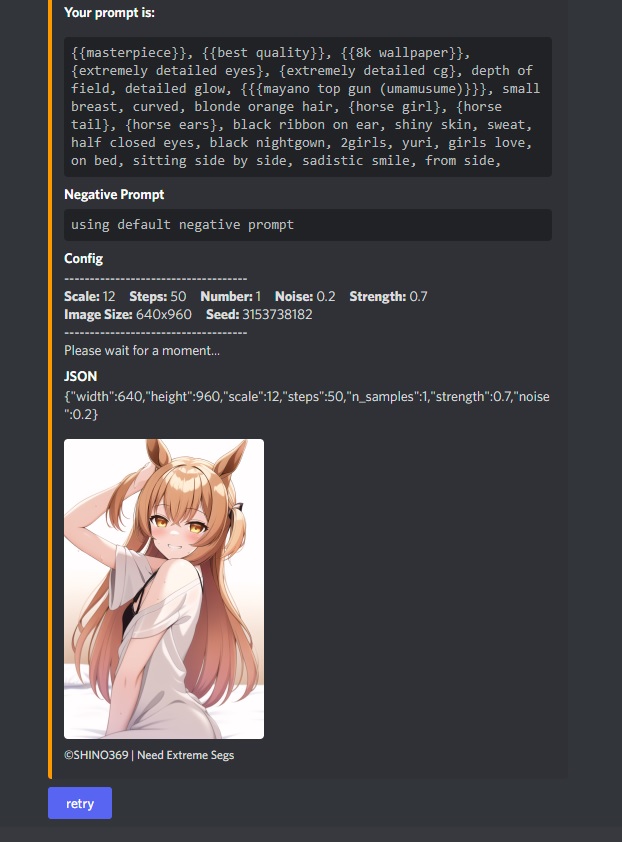 Your prompt is:
{{masterpiece}}, {{best quality}}, {{8k wallpaper}},
{extremely detailed eyes}, {extremely detailed cg}, depth of
field, detailed glow, {{{mayano top gun (umamusume)}}}, small
breast, curved, blonde orange hair, {horse girl}, {horse
tail}, {horse ears}, black ribbon on ear, shiny skin, sweat,
half closed eyes, black nightgown, 2girls, yuri, girls love,
on bed, sitting side by side, sadistic smile, from side,
Negative Prompt
using default negative prompt
Config
------------------------------------
Scale: 12 Steps: 50 Number: 1 Noise: 0.2 Strength: 0.7
Image Size: 640x960 Seed: 3153738182
------------------------------------
Please wait for a moment...
JSON
{"width":640,"height":960,"scale":12,"steps":50,"n_samples":1,"strength":0.7,"noise
":0.2}
©SHINO369 | Need Extreme Segs
retry